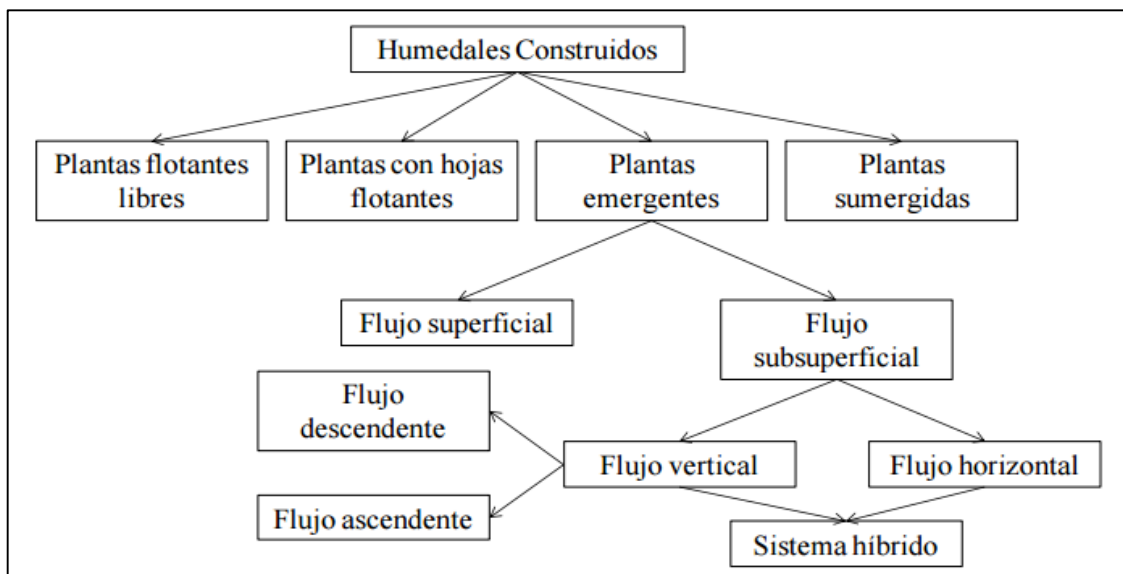 Humedales Construidos
Plantas flotantes
libres
Plantas con hojas
flotantes
Plantas
emergentes
Plantas
sumergidas
Flujo superficial
Flujo
subsuperficial
Flujo
descendente
Flujo vertical
Flujo horizontal
Flujo ascendente
Sistema híbrido